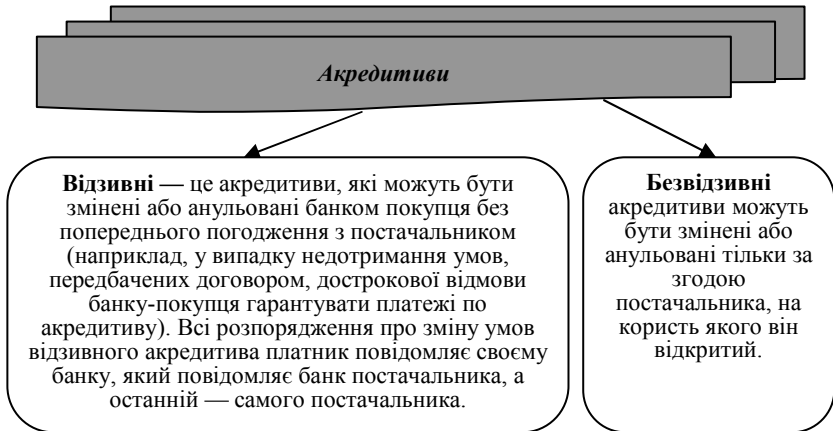 Акредитиви
Відзивні — це акредитиви, які можуть бути
змінені або анульовані банком покупця без
попереднього погодження з постачальником
(наприклад, у випадку недотримання умов,
передбачених договором, дострокової відмови
банку-покупця гарантувати платежі по
акредитиву). Всі розпорядження про зміну умов
відзивного акредитива платник повідомляє своєму
банку, який повідомляє банк постачальника, а
останній — самого постачальника.
Безвідзивні
акредитиви можуть
бути змінені або
анульовані тільки за
згодою
постачальника, на
користь якого він
відкритий.